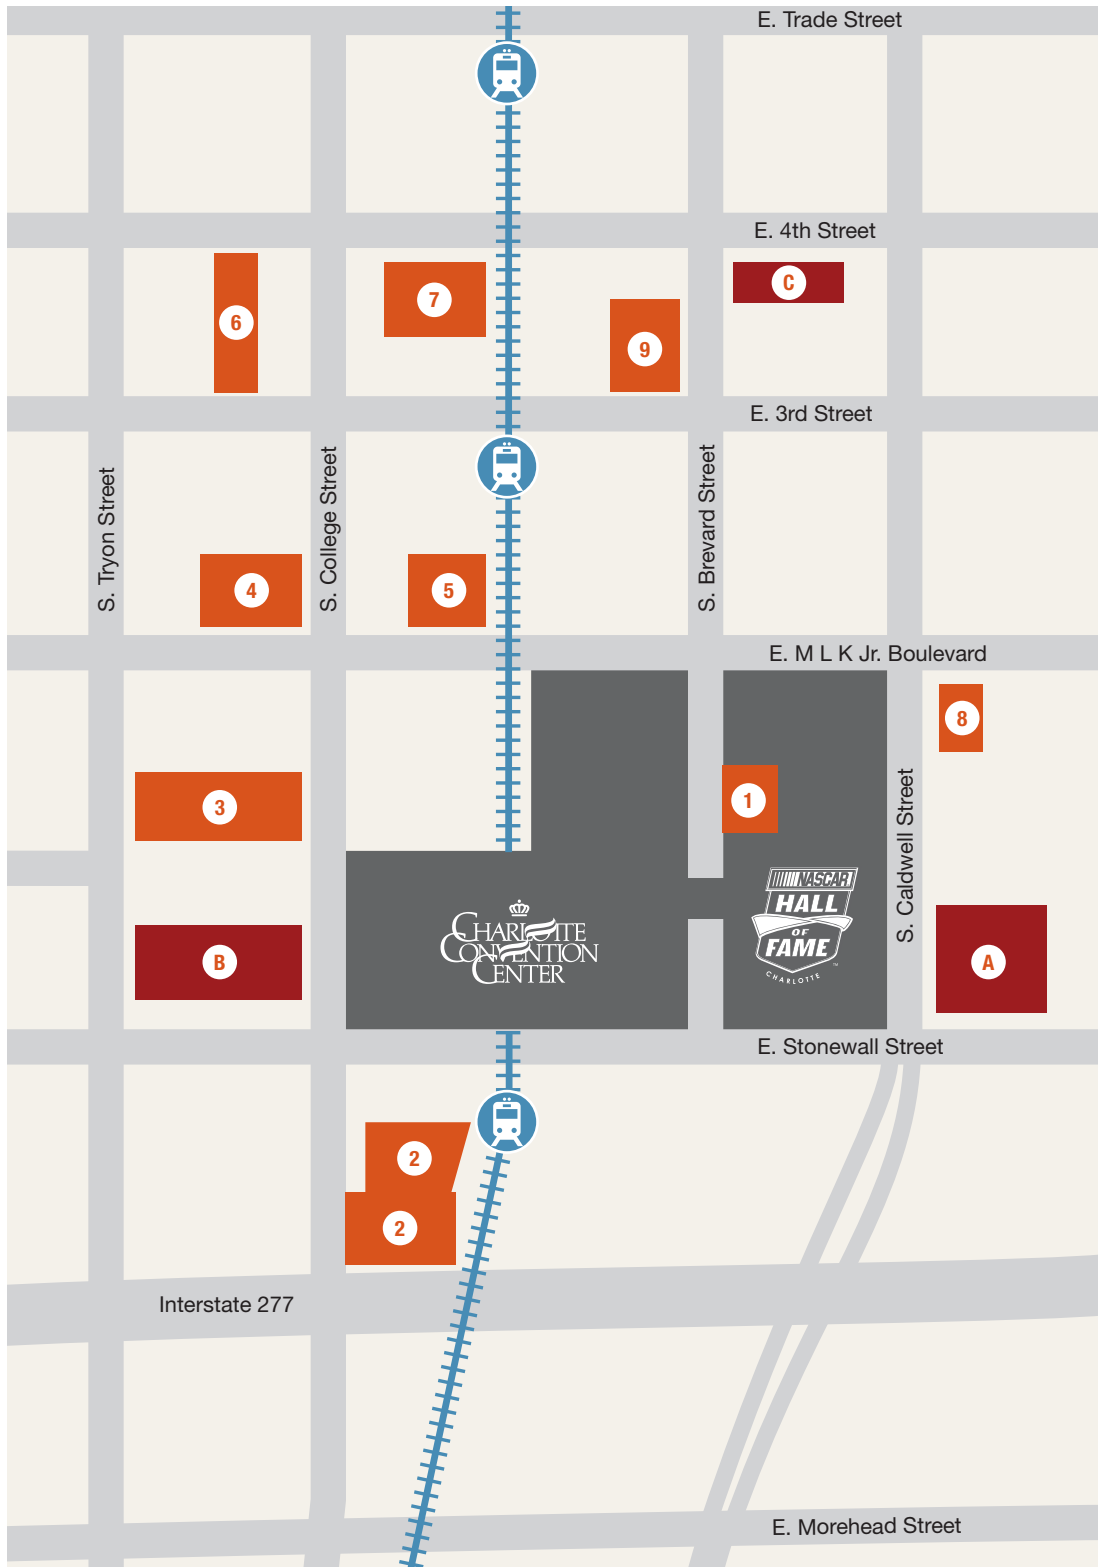 E. Trade Street
E. 4th Street
6
7
9
C
E. 3rd Street
S. Tryon Street
S. College Street
S. Brevard Street
4
5
E. M L K Jr. Boulevard
8
3
1
S. Caldwell Street
NASCAR
HALL
OF
FAME
™
CHARLOTTE
CHARLOTTE
CONVENTION
CENTER
B
A
E. Stonewall Street
2
2
Interstate 277
E. Morehead Street